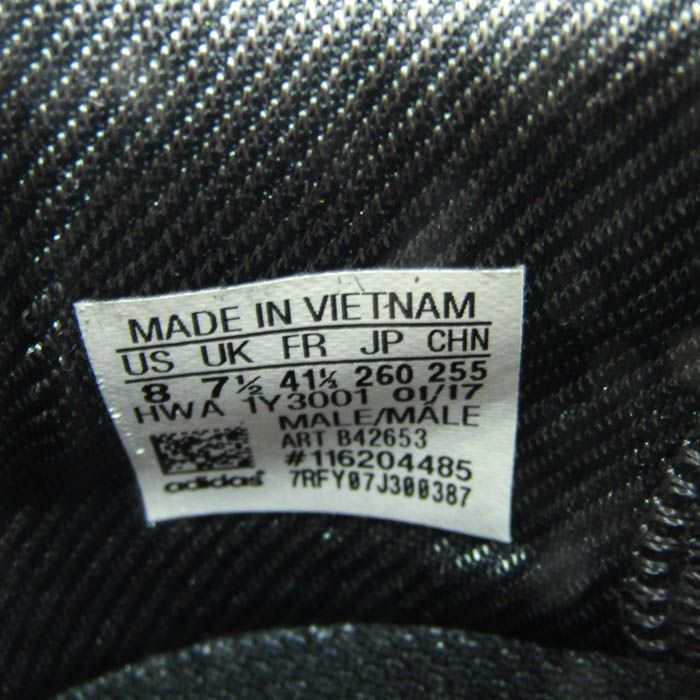 MADE IN VIETNAM
US UK FR JP CHN
8 7½ 41⅓ 260 255
HWA 1Y3001 01/17
MALE/MÂLE
ART B42653
#116204485
adidas 7RFY07J300387